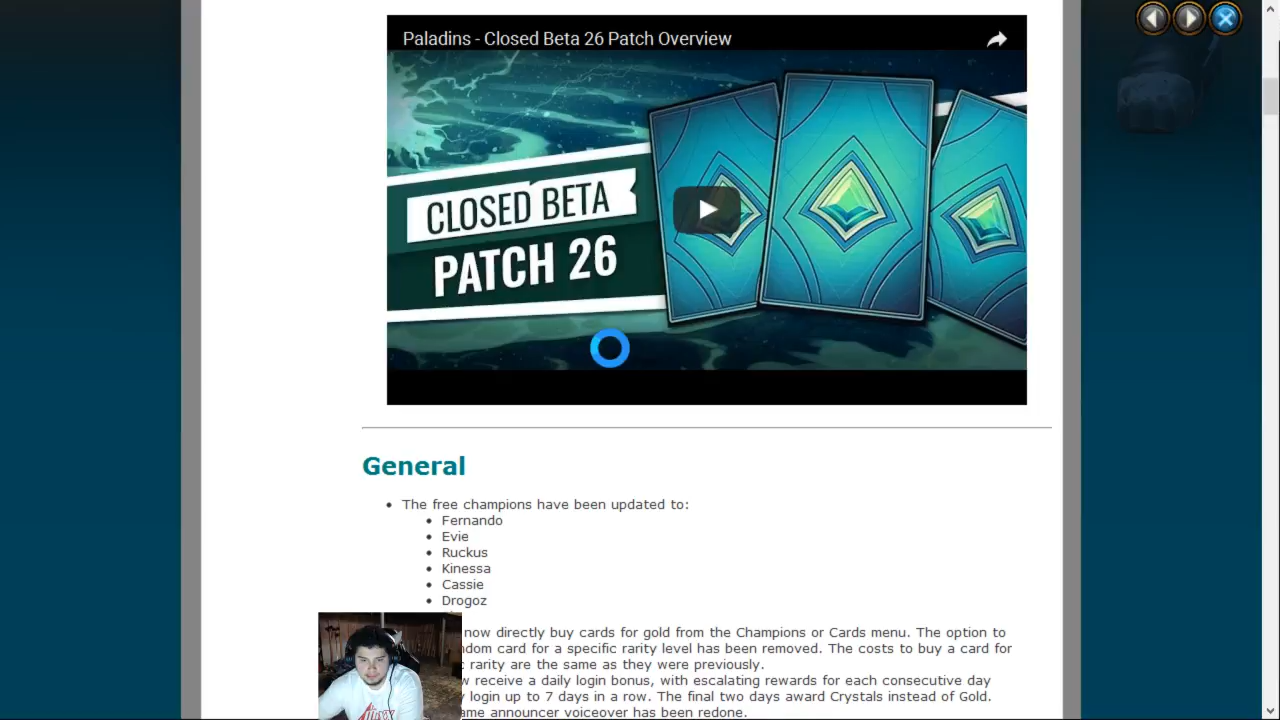 Paladins - Closed Beta 26 Patch Overview
CLOSED BETA
PATCH 26
General
The free champions have been updated to:
Fernando
Evie
Ruckus
Kinessa
Cassie
Drogoz
now directly buy cards for gold from the Champions or Cards menu. The option to
card for a specific rarity level has been removed. The costs to buy a card for
rarity are the same as they were previously.
receive a daily login bonus, with escalating rewards for each consecutive day
login up to 7 days in a row. The final two days award Crystals instead of Gold.
announcer voiceover has been redone.